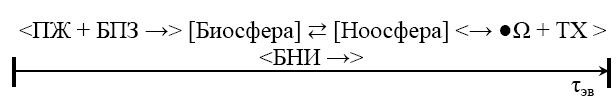 <ПЖ + БПЗ →> [Биосфера] ⇄ [Ноосфера] <→ ●Ω + ТХ >
<БНИ →>
τэв